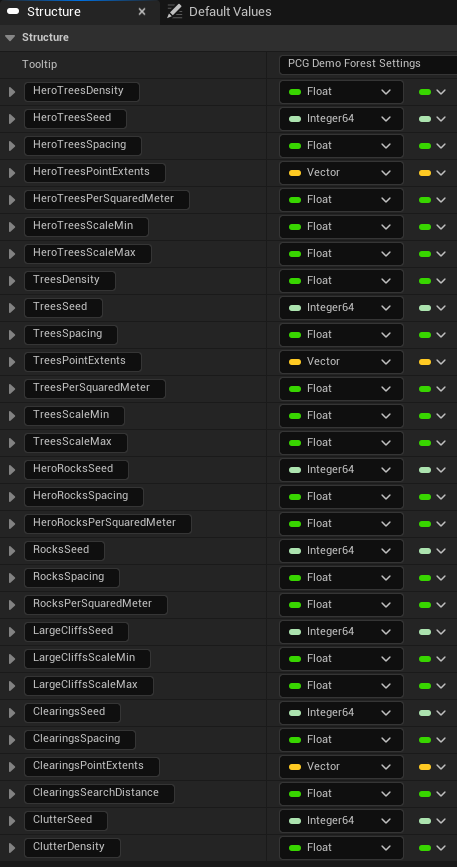 Structure Default Values
Structure
Tooltip PCG Demo Forest Settings
HeroTreesDensity Float
HeroTreesSeed Integer64
HeroTreesSpacing Float
HeroTreesPointExtents Vector
HeroTreesPerSquaredMeter Float
HeroTreesScaleMin Float
HeroTreesScaleMax Float
TreesDensity Float
TreesSeed Integer64
TreesSpacing Float
TreesPointExtents Vector
TreesPerSquaredMeter Float
TreesScaleMin Float
TreesScaleMax Float
HeroRocksSeed Integer64
HeroRocksSpacing Float
HeroRocksPerSquaredMeter Float
RocksSeed Integer64
RocksSpacing Float
RocksPerSquaredMeter Float
LargeCliffsSeed Integer64
LargeCliffsScaleMin Float
LargeCliffsScaleMax Float
ClearingsSeed Integer64
ClearingsSpacing Float
ClearingsPointExtents Vector
ClearingsSearchDistance Float
ClutterSeed Integer64
ClutterDensity Float